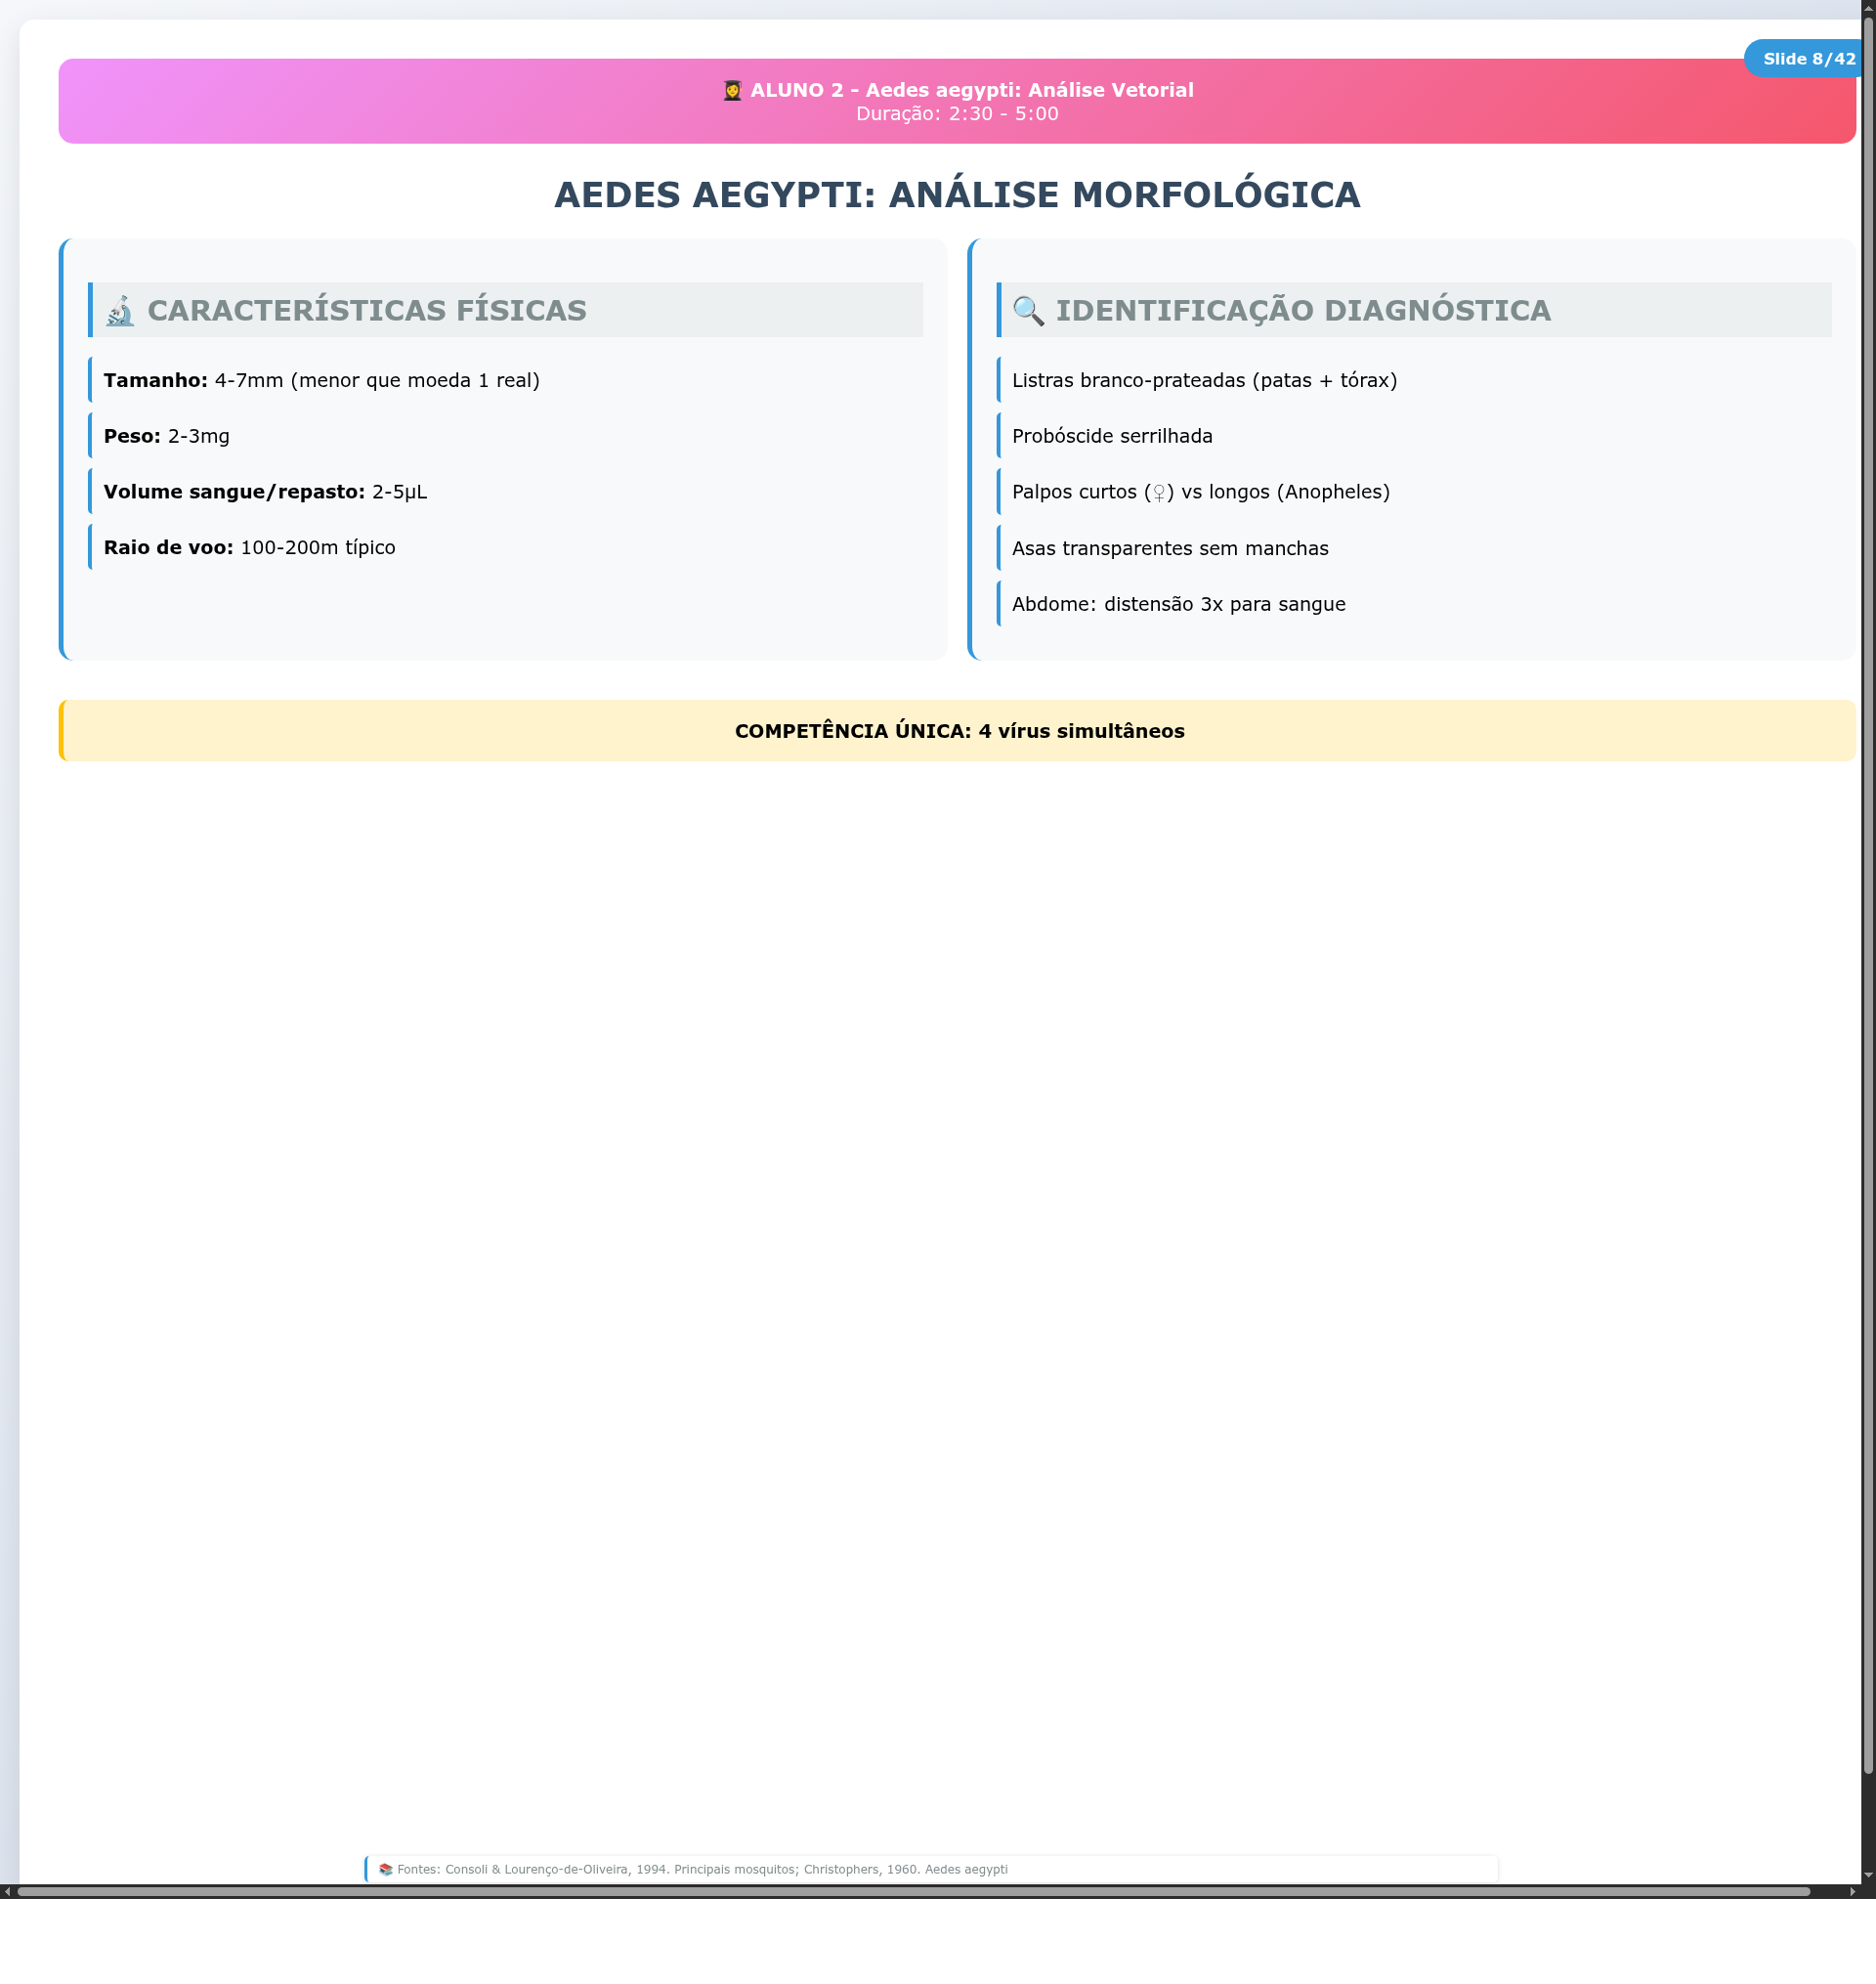 Slide 8/42
👩‍🎓 ALUNO 2 – Aedes aegypti: Análise Vetorial
Duração: 2:30 - 5:00
AEDES AEGYPTI: ANÁLISE MORFOLÓGICA
🔬 CARACTERÍSTICAS FÍSICAS
Tamanho: 4-7mm (menor que moeda 1 real)
Peso: 2-3mg
Volume sangue/repasto: 2-5μL
Raio de voo: 100-200m típico
🔍 IDENTIFICAÇÃO DIAGNÓSTICA
Listras branco-prateadas (patas + tórax)
Probóscide serrilhada
Palpos curtos (♀) vs longos (Anopheles)
Asas transparentes sem manchas
Abdome: distensão 3x para sangue
COMPETÊNCIA ÚNICA: 4 vírus simultâneos
📚 Fontes: Consoli & Lourenço-de-Oliveira, 1994. Principais mosquitos; Christophers, 1960. Aedes aegypti